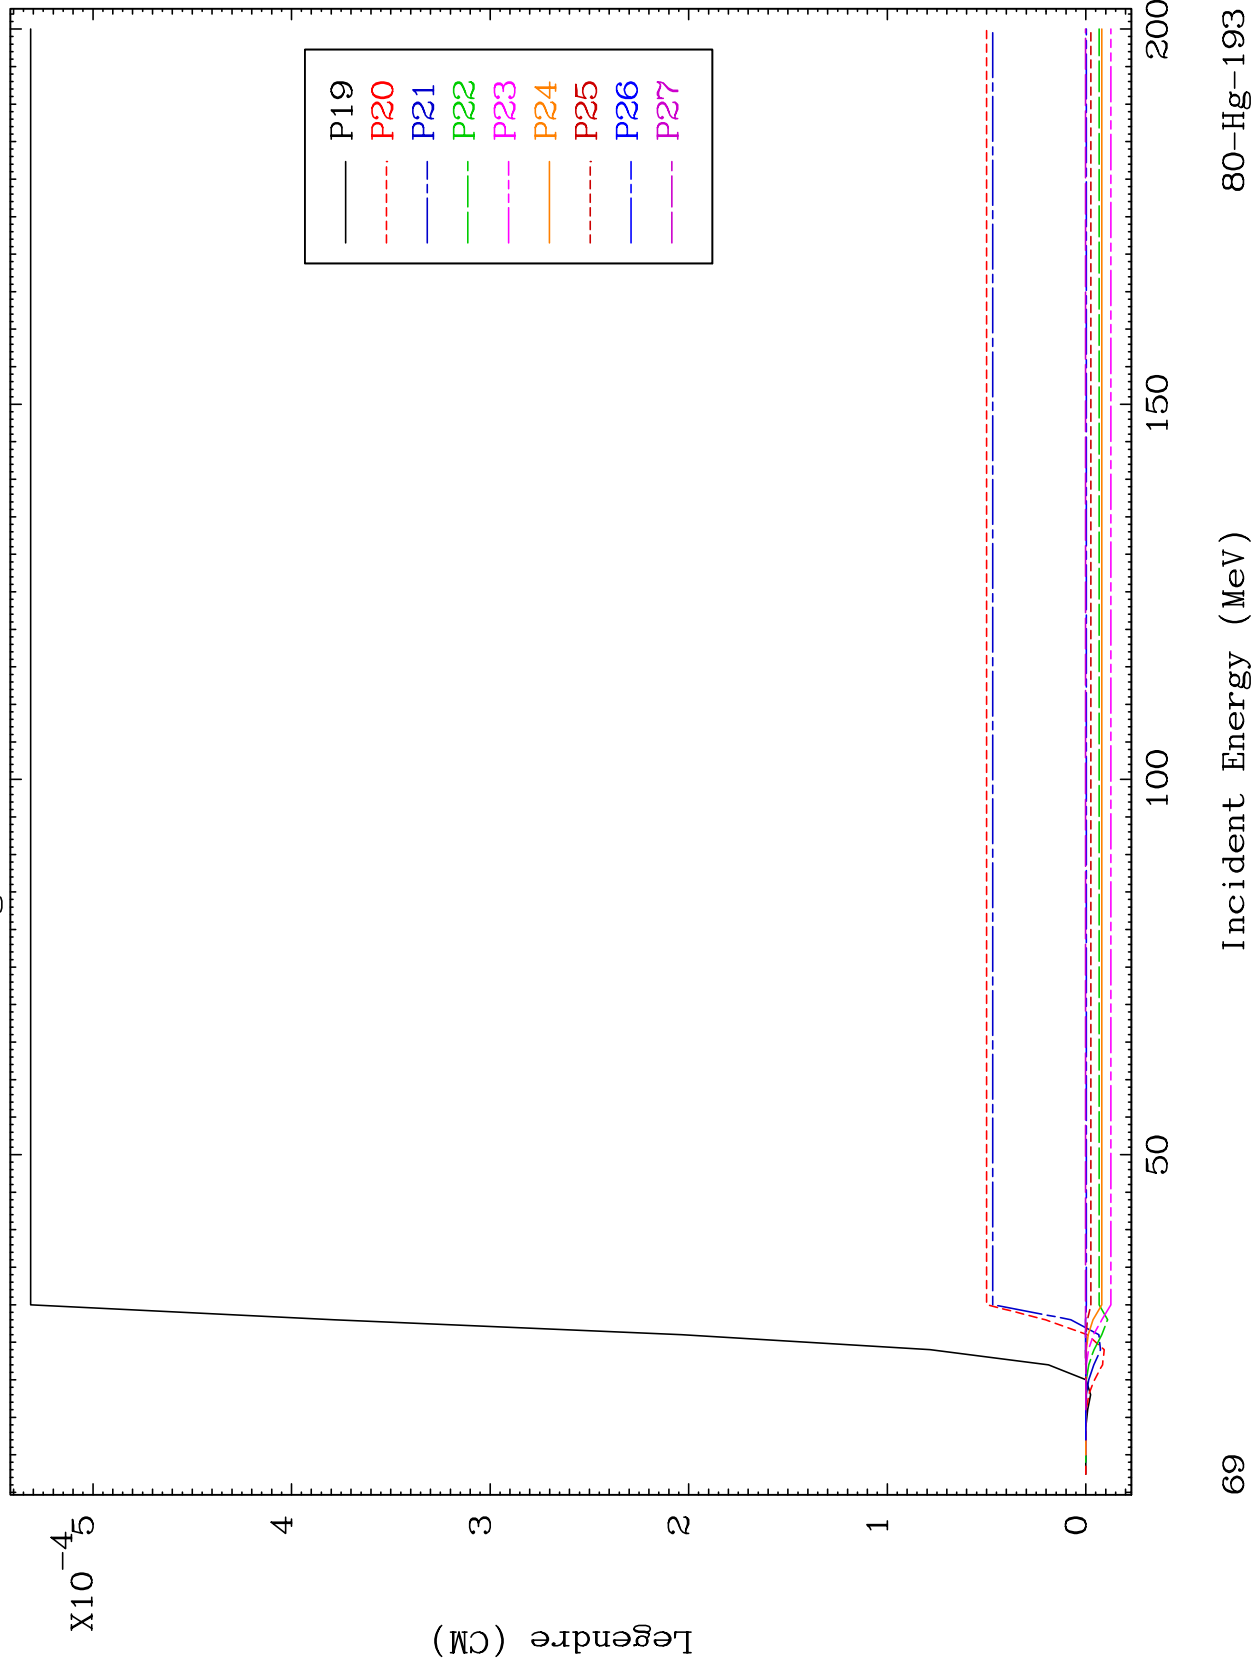 X10-4
5
4
3
2
1
0
Legendre (CM)
P19
P20
P21
P22
P23
P24
P25
P26
P27
50
100
150
200
69
Incident Energy (MeV)
80-Hg-193